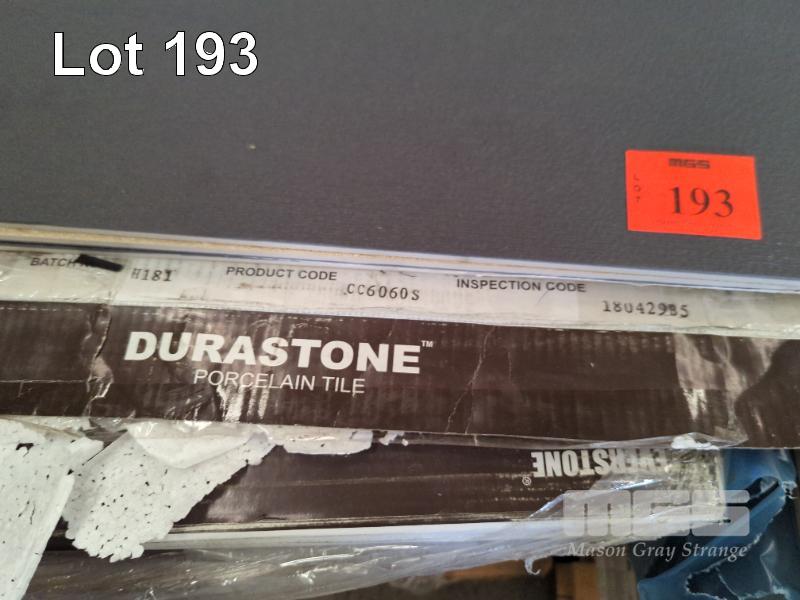 Lot 193
MGS
LOT
193
BATCH
H181
PRODUCT CODE
CC6060S
INSPECTION CODE
18042985
DURASTONE™
PORCELAIN TILE
MGS
Mason Gray Strange